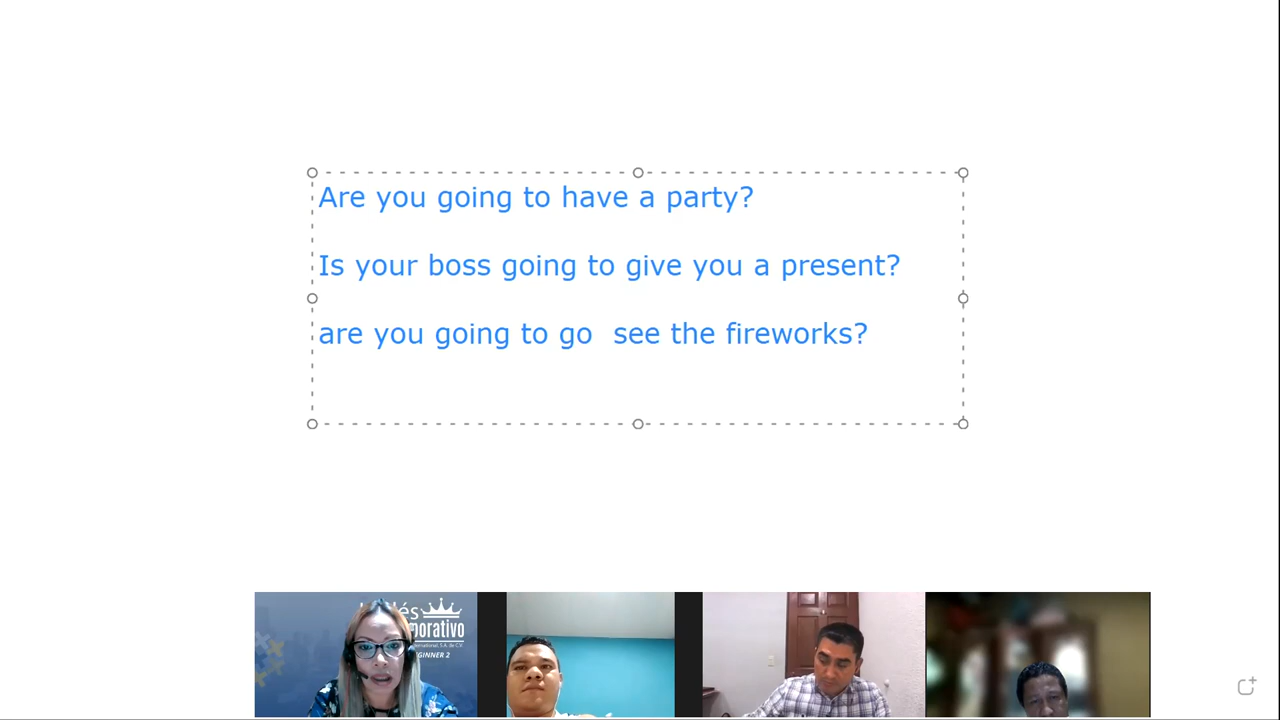 Are you going to have a party?
Is your boss going to give you a present?
are you going to go  see the fireworks?